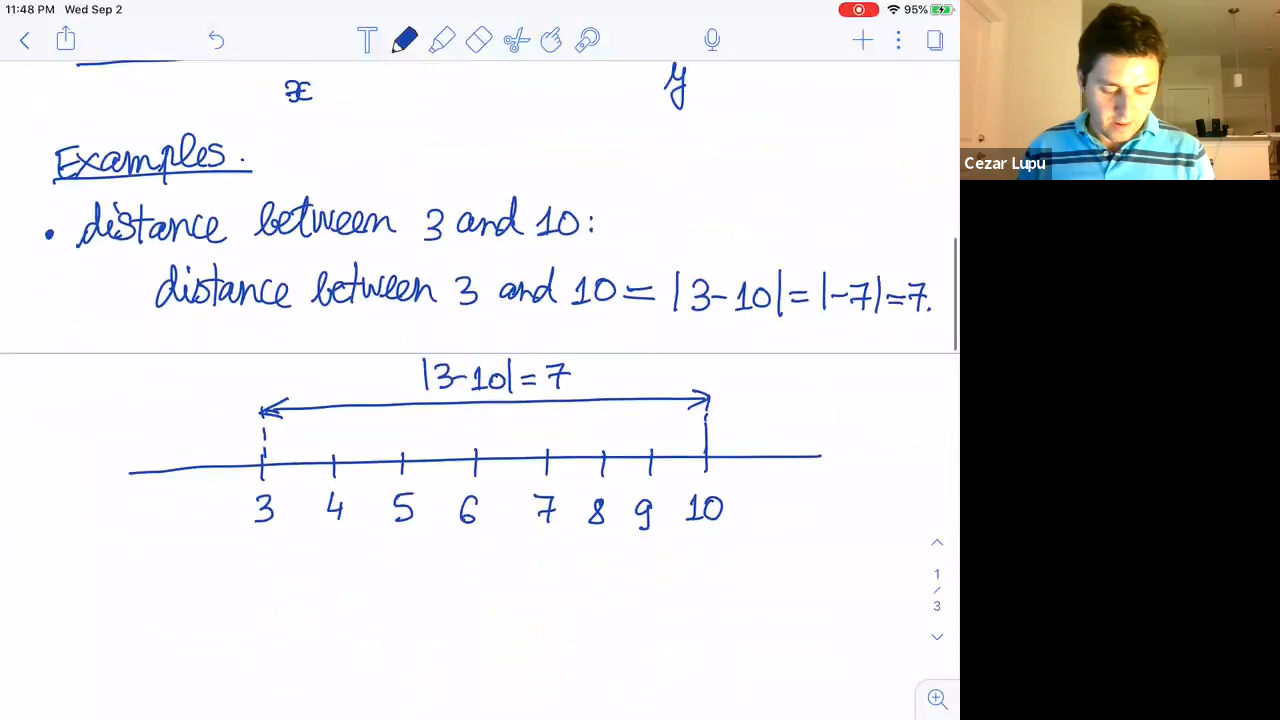 11:48 PM Wed Sep 2
95%
T
x
y
Examples.
• distance between 3 and 10:
distance between 3 and 10 = |3-10| = |-7| = 7.
|3-10| = 7
3 4 5 6 7 8 9 10
1
/
3
Cezar Lupu